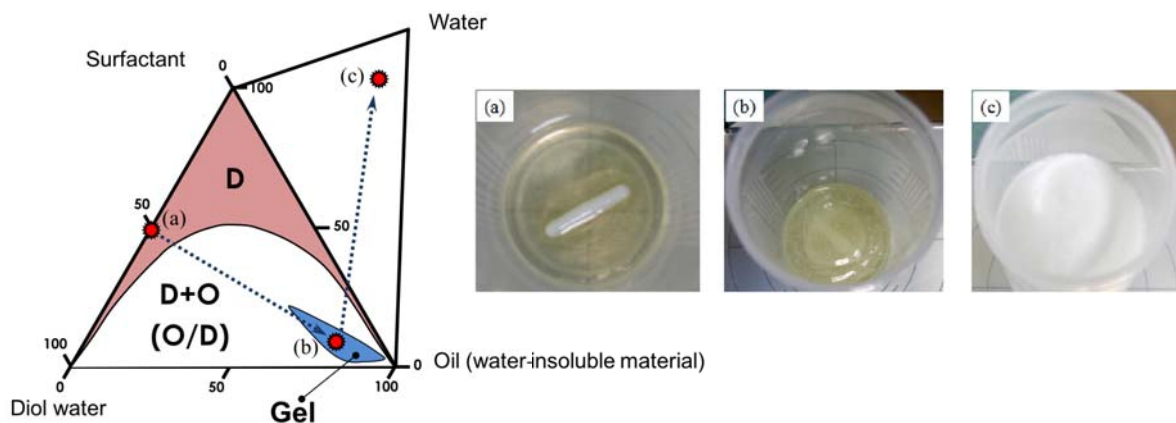 Water
Surfactant
0
100
(c)
D
50
(a)
50
D+O
(O/D)
(b)
100
0
Oil (water-insoluble material)
0
50
100
Diol water
Gel
(a)
(b)
(c)